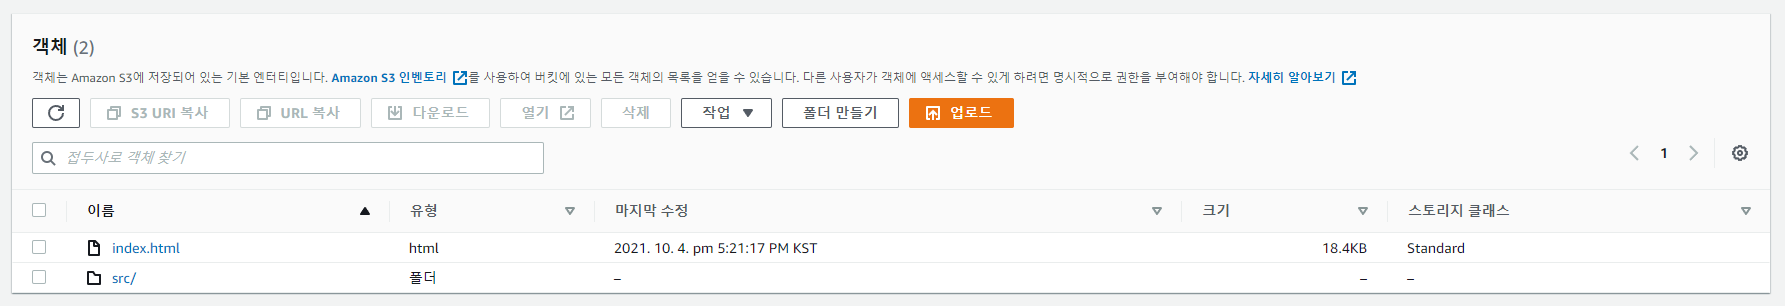 객체 (2)
객체는 Amazon S3에 저장되어 있는 기본 엔터티입니다. Amazon S3 인벤토리 를 사용하여 버킷에 있는 모든 객체의 목록을 얻을 수 있습니다. 다른 사용자가 객체에 액세스할 수 있게 하려면 명시적으로 권한을 부여해야 합니다. 자세히 알아보기
S3 URI 복사 URL 복사 다운로드 열기 삭제 작업 폴더 만들기 업로드
접두사로 객체 찾기 1
이름 유형 마지막 수정 크기 스토리지 클래스
index.html html 2021. 10. 4. pm 5:21:17 PM KST 18.4KB Standard
src/ 폴더 – – –